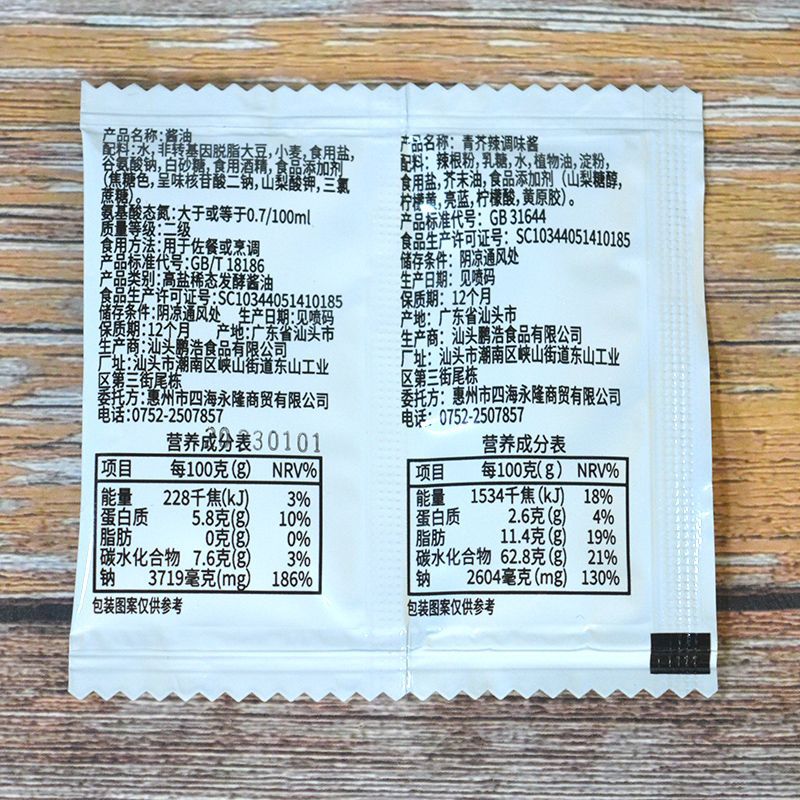 产品名称:酱油
配料:水,非转基因脱脂大豆,小麦,食用盐,
谷氨酸钠,白砂糖,食用酒精,食品添加剂
(焦糖色,呈味核苷酸二钠,山梨酸钾,三氯
蔗糖)。
氨基酸态氮:大于或等于0.7/100ml
质量等级:二级
食用方法:用于佐餐或烹调
产品标准代号:GB/T 18186
产品类别:高盐稀态发酵酱油
食品生产许可证号:SC10344051410185
储存条件:阴凉通风处 生产日期:见喷码
保质期:12个月 产地:广东省汕头市
生产商:汕头鹏浩食品有限公司
厂址:汕头市潮南区峡山街道东山工业
区第三街尾栋
委托方:惠州市四海永隆商贸有限公司
电话:0752-2507857
20230101
营养成分表
项目 每100克(g) NRV%
能量 228千焦(kJ) 3%
蛋白质 5.8克(g) 10%
脂肪 0克(g) 0%
碳水化合物 7.6克(g) 3%
钠 3719毫克(mg) 186%
包装图案仅供参考
产品名称:青芥辣调味酱
配料:辣根粉,乳糖,水,植物油,淀粉,
食用盐,芥末油,食品添加剂(山梨糖醇,
柠檬黄,亮蓝,柠檬酸,黄原胶)。
产品标准代号:GB 31644
食品生产许可证号:SC10344051410185
储存条件:阴凉通风处
生产日期:见喷码
保质期:12个月
产地:广东省汕头市
生产商:汕头鹏浩食品有限公司
厂址:汕头市潮南区峡山街道东山工业
区第三街尾栋
委托方:惠州市四海永隆商贸有限公司
电话:0752-2507857
营养成分表
项目 每100克(g) NRV%
能量 1534千焦(kJ) 18%
蛋白质 2.6克(g) 4%
脂肪 11.4克(g) 19%
碳水化合物 62.8克(g) 21%
钠 2604毫克(mg) 130%
包装图案仅供参考